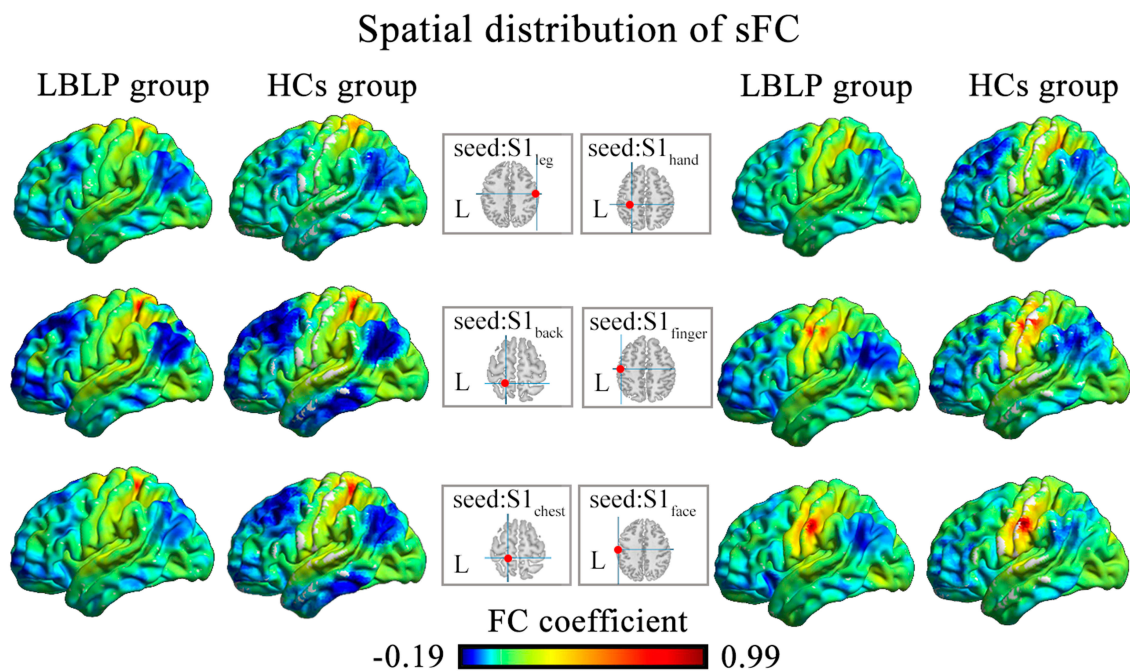 Spatial distribution of sFC
LBLP group HCs group LBLP group HCs group
seed:S1leg seed:S1hand
L L
seed:S1back seed:S1finger
L L
seed:S1chest seed:S1face
L L
FC coefficient
-0.19 0.99